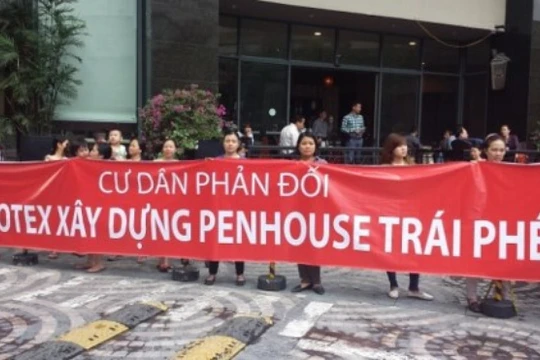 CƯ DÂN PHẢN ĐỐI
OTEX XÂY DỰNG PENHOUSE TRÁI PHÉ